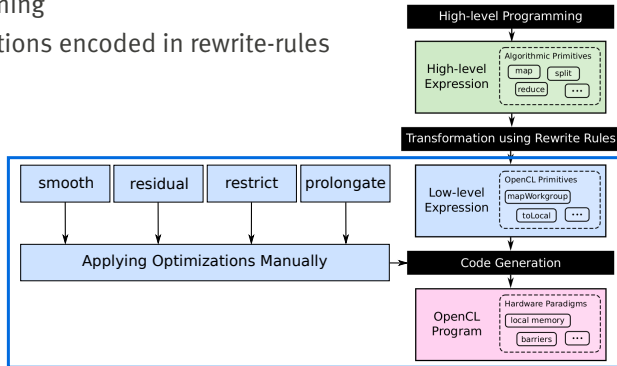 tions encoded in rewrite-rules
High-level Programming
High-level
Expression
Algorithmic Primitives
map
split
reduce
...
Transformation using Rewrite Rules
smooth
residual
restrict
prolongate
Applying Optimizations Manually
Low-level
Expression
OpenCL Primitives
mapWorkgroup
toLocal
...
Code Generation
OpenCL
Program
Hardware Paradigms
local memory
barriers
...